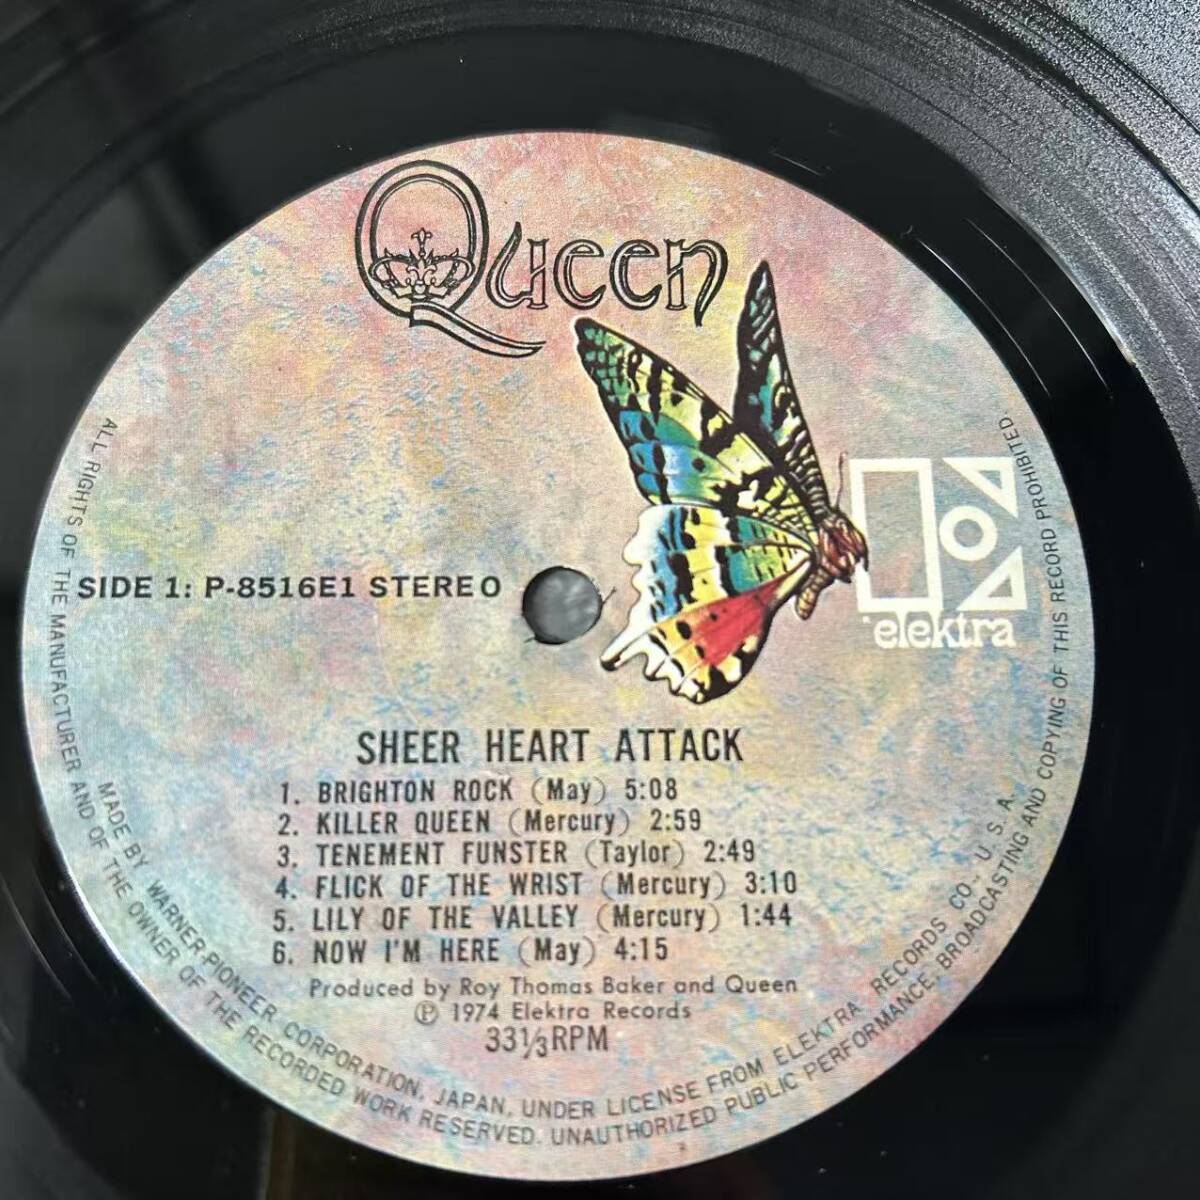 Queen
elektra
SIDE 1: P-8516E1 STEREO
SHEER HEART ATTACK
1. BRIGHTON ROCK (May) 5:08
2. KILLER QUEEN (Mercury) 2:59
3. TENEMENT FUNSTER (Taylor) 2:49
4. FLICK OF THE WRIST (Mercury) 3:10
5. LILY OF THE VALLEY (Mercury) 1:44
6. NOW I'M HERE (May) 4:15
Produced by Roy Thomas Baker and Queen
℗ 1974 Elektra Records
33⅓RPM
MADE BY WARNER-PIONEER CORPORATION, JAPAN, UNDER LICENSE FROM ELEKTRA RECORDS CO., U. S. A.
ALL RIGHTS OF THE MANUFACTURER AND OF THE OWNER OF THE RECORDED WORK RESERVED. UNAUTHORIZED PUBLIC PERFORMANCE, BROADCASTING AND COPYING OF THIS RECORD PROHIBITED.